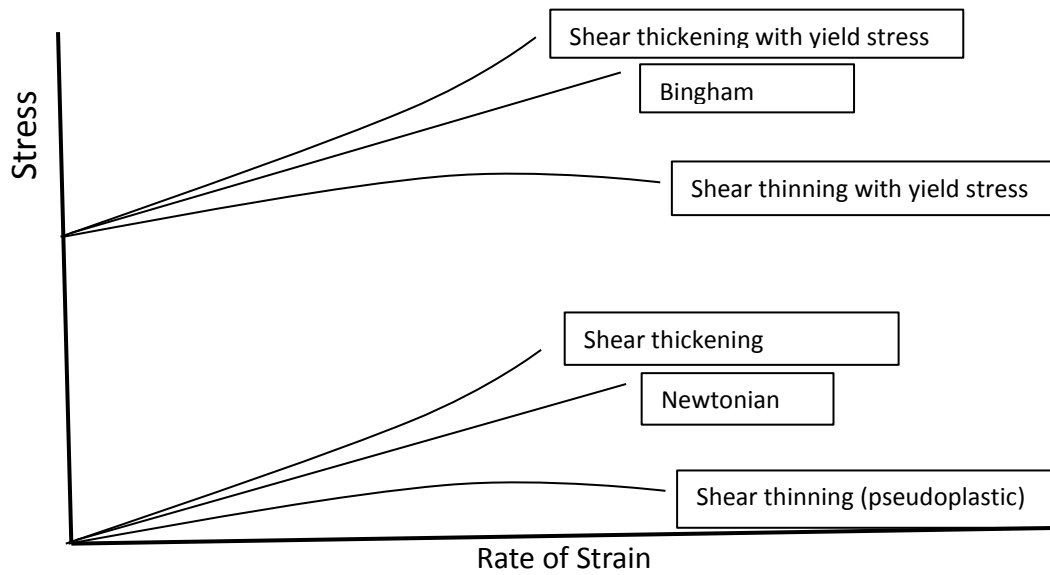 Shear thickening with yield stress
Bingham
Stress
Shear thinning with yield stress
Shear thickening
Newtonian
Shear thinning (pseudoplastic)
Rate of Strain